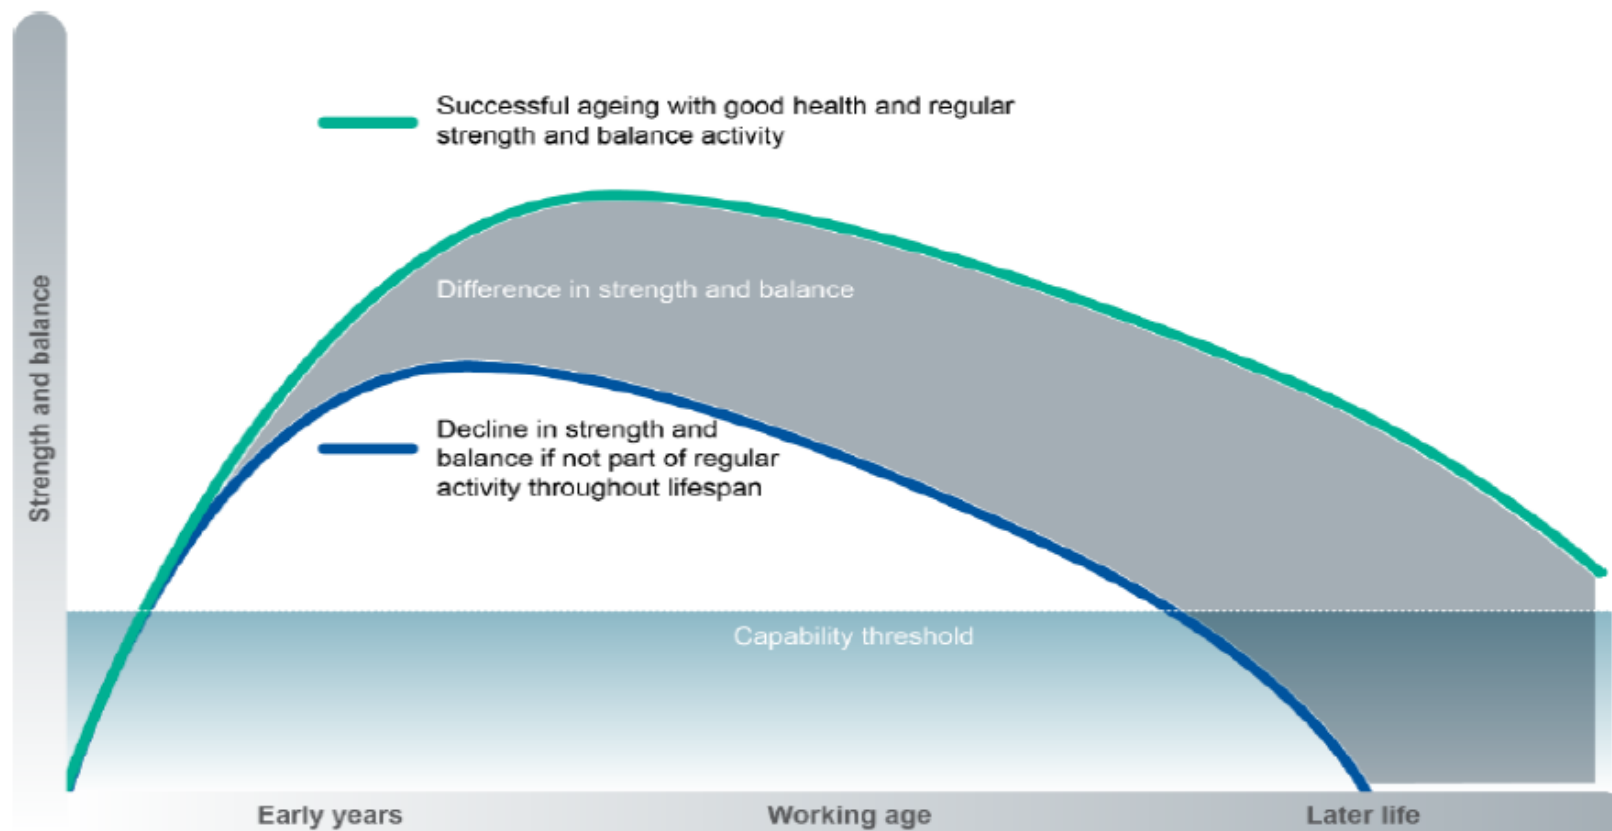 Successful ageing with good health and regular
strength and balance activity
Difference in strength and balance
Decline in strength and
balance if not part of regular
activity throughout lifespan
Strength and balance
Capability threshold
Early years
Working age
Later life